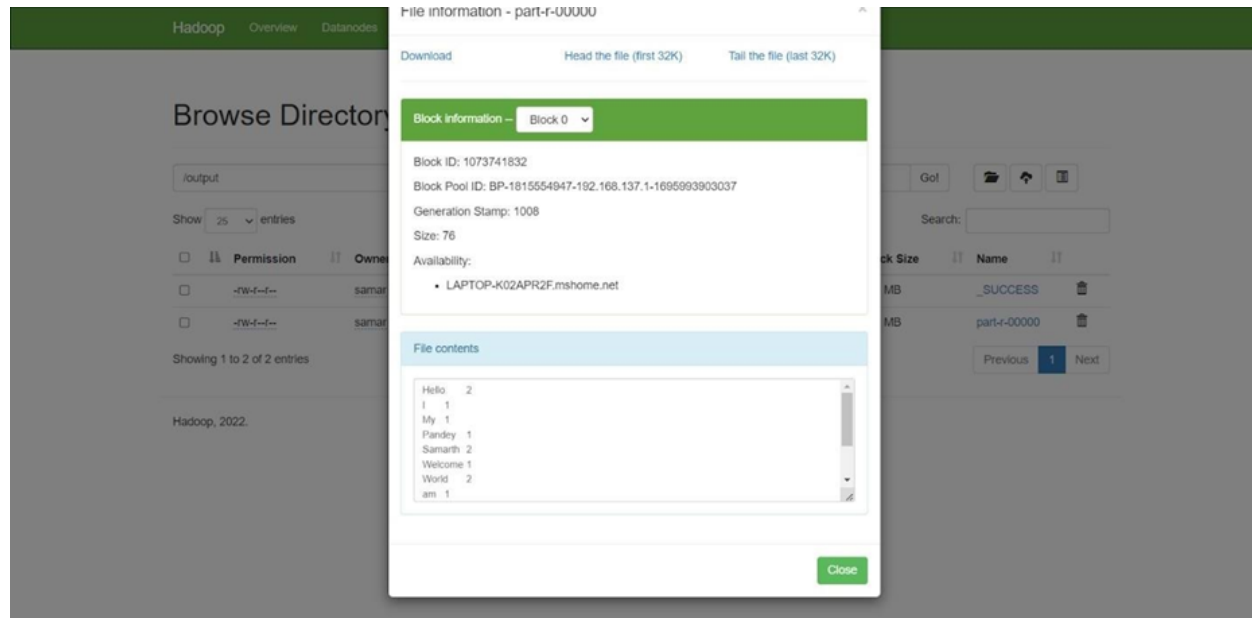 Hadoop Overview Datanodes
File information - part-r-00000
Download Head the file (first 32K) Tail the file (last 32K)
Browse Directory
Block information -- Block 0
/output Go!
Block ID: 1073741832
Block Pool ID: BP-1815554947-192.168.137.1-1695993903037
Generation Stamp: 1008
Size: 76
Availability:
• LAPTOP-K02APR2F.mshome.net
Show 25 entries Search:
Permission Owne ck Size Name
-rw-r--r-- samar MB _SUCCESS
-rw-r--r-- samar MB part-r-00000
Showing 1 to 2 of 2 entries Previous 1 Next
File contents
Hello 2
I 1
My 1
Pandey 1
Samarth 2
Welcome 1
World 2
am 1
Hadoop, 2022.
Close